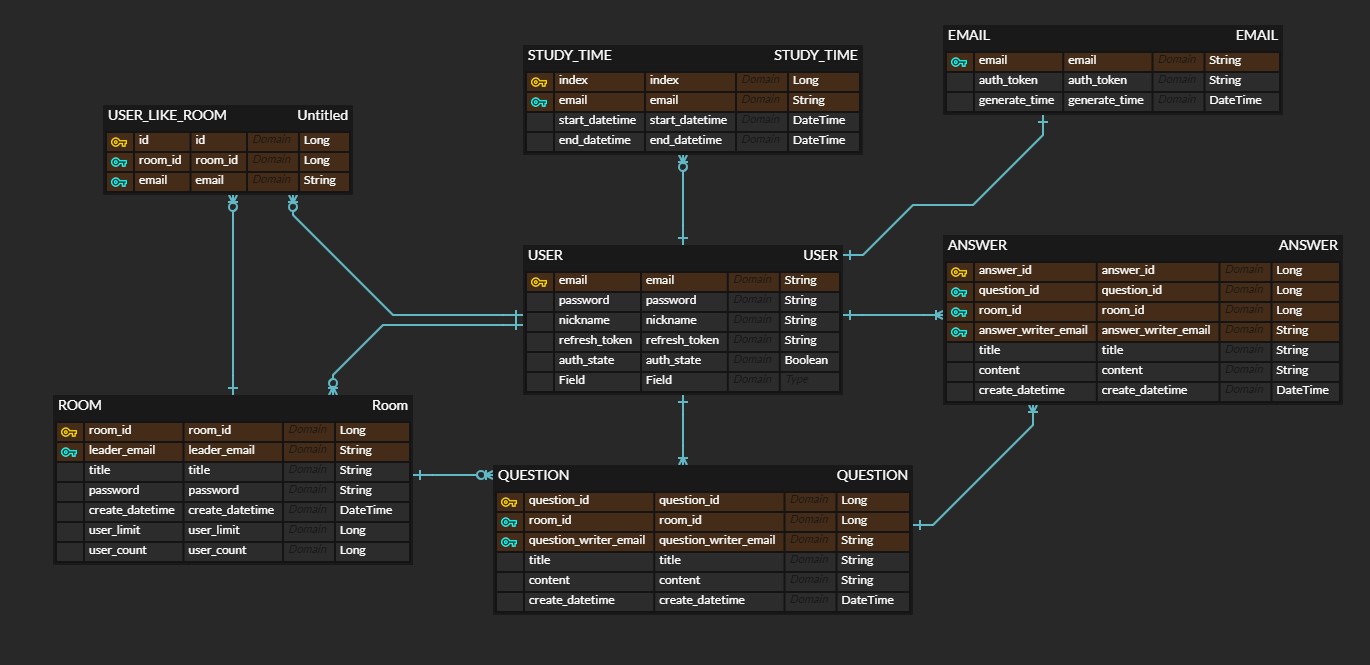 STUDY_TIME STUDY_TIME
index index Domain Long
email email Domain String
start_datetime start_datetime Domain DateTime
end_datetime end_datetime Domain DateTime
EMAIL EMAIL
email email Domain String
auth_token auth_token Domain String
generate_time generate_time Domain DateTime
USER_LIKE_ROOM Untitled
id id Domain Long
room_id room_id Domain Long
email email Domain String
USER USER
email email Domain String
password password Domain String
nickname nickname Domain String
refresh_token refresh_token Domain String
auth_state auth_state Domain Boolean
Field Field Domain Type
ANSWER ANSWER
answer_id answer_id Domain Long
question_id question_id Domain Long
room_id room_id Domain Long
answer_writer_email answer_writer_email Domain String
title title Domain String
content content Domain String
create_datetime create_datetime Domain DateTime
ROOM Room
room_id room_id Domain Long
leader_email leader_email Domain String
title title Domain String
password password Domain String
create_datetime create_datetime Domain DateTime
user_limit user_limit Domain Long
user_count user_count Domain Long
QUESTION QUESTION
question_id question_id Domain Long
room_id room_id Domain Long
question_writer_email question_writer_email Domain String
title title Domain String
content content Domain String
create_datetime create_datetime Domain DateTime